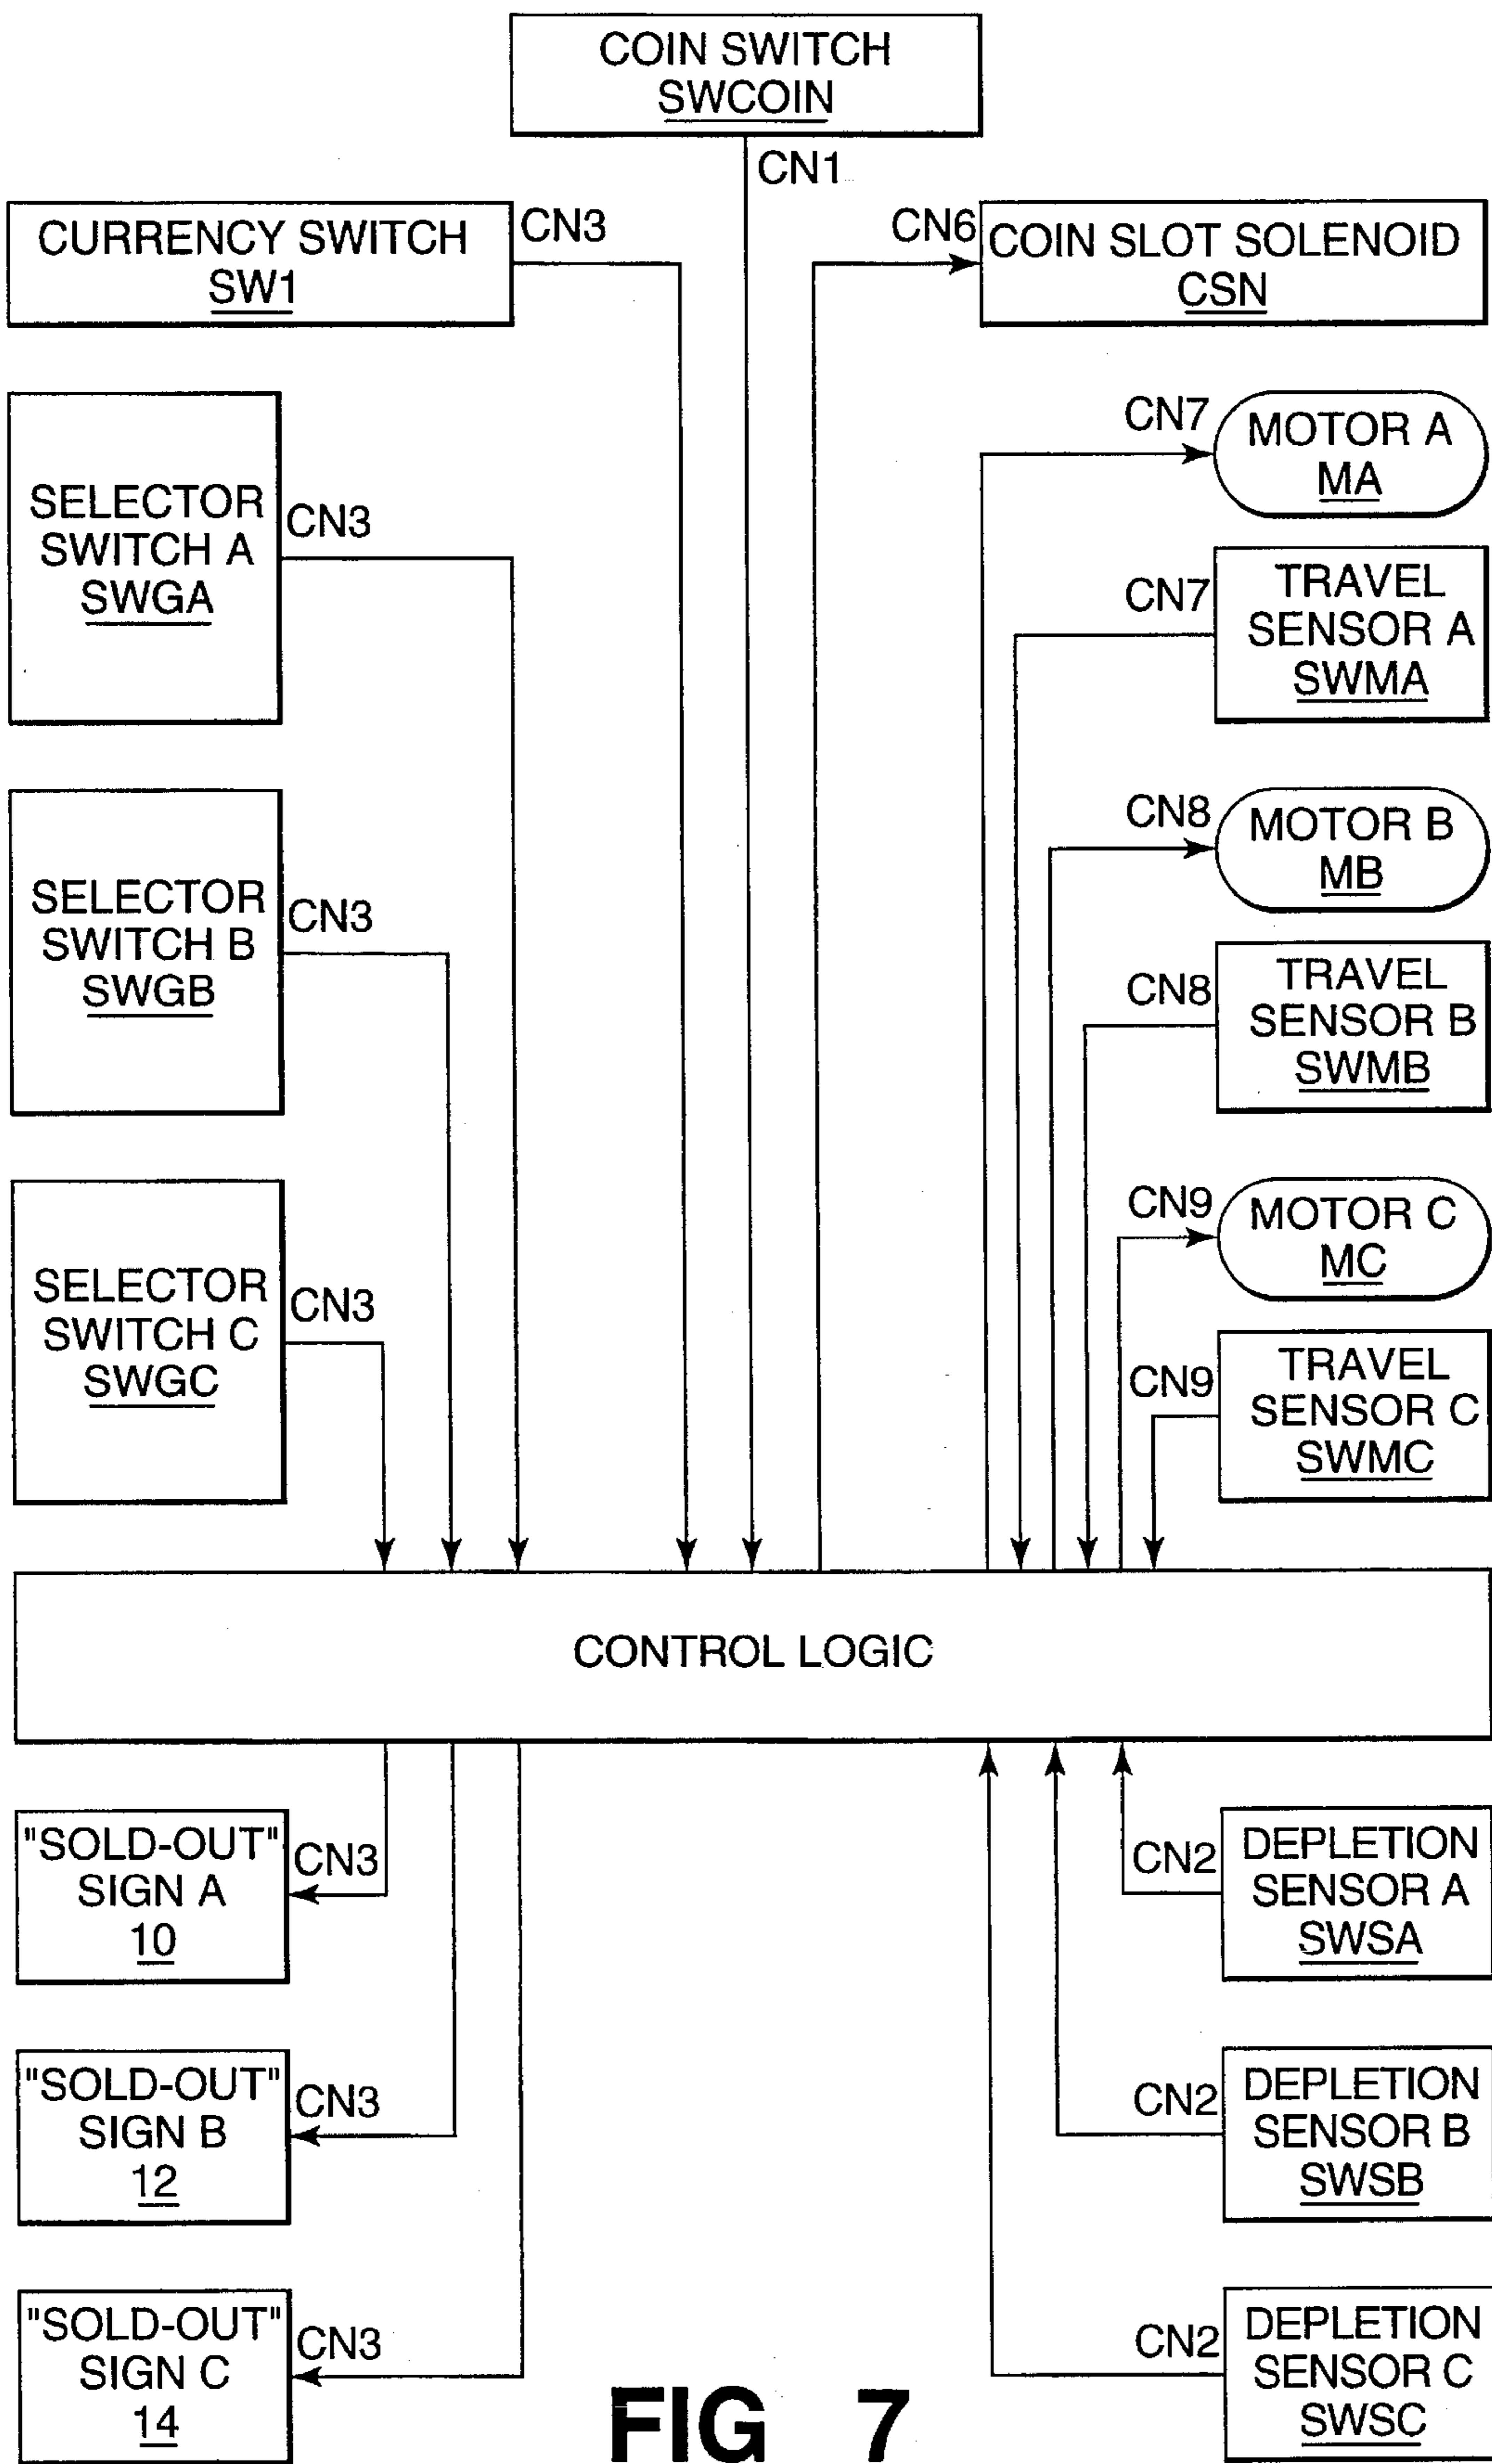 COIN SWITCH
SWCOIN
CN1
CURRENCY SWITCH
SW1
CN3
CN6
COIN SLOT SOLENOID
CSN
SELECTOR
SWITCH A
SWGA
CN3
CN7
MOTOR A
MA
CN7
TRAVEL
SENSOR A
SWMA
SELECTOR
SWITCH B
SWGB
CN3
CN8
MOTOR B
MB
CN8
TRAVEL
SENSOR B
SWMB
SELECTOR
SWITCH C
SWGC
CN3
CN9
MOTOR C
MC
CN9
TRAVEL
SENSOR C
SWMC
CONTROL LOGIC
"SOLD-OUT"
SIGN A
10
CN3
CN2
DEPLETION
SENSOR A
SWSA
"SOLD-OUT"
SIGN B
12
CN3
CN2
DEPLETION
SENSOR B
SWSB
"SOLD-OUT"
SIGN C
14
CN3
CN2
DEPLETION
SENSOR C
SWSC
FIG 7